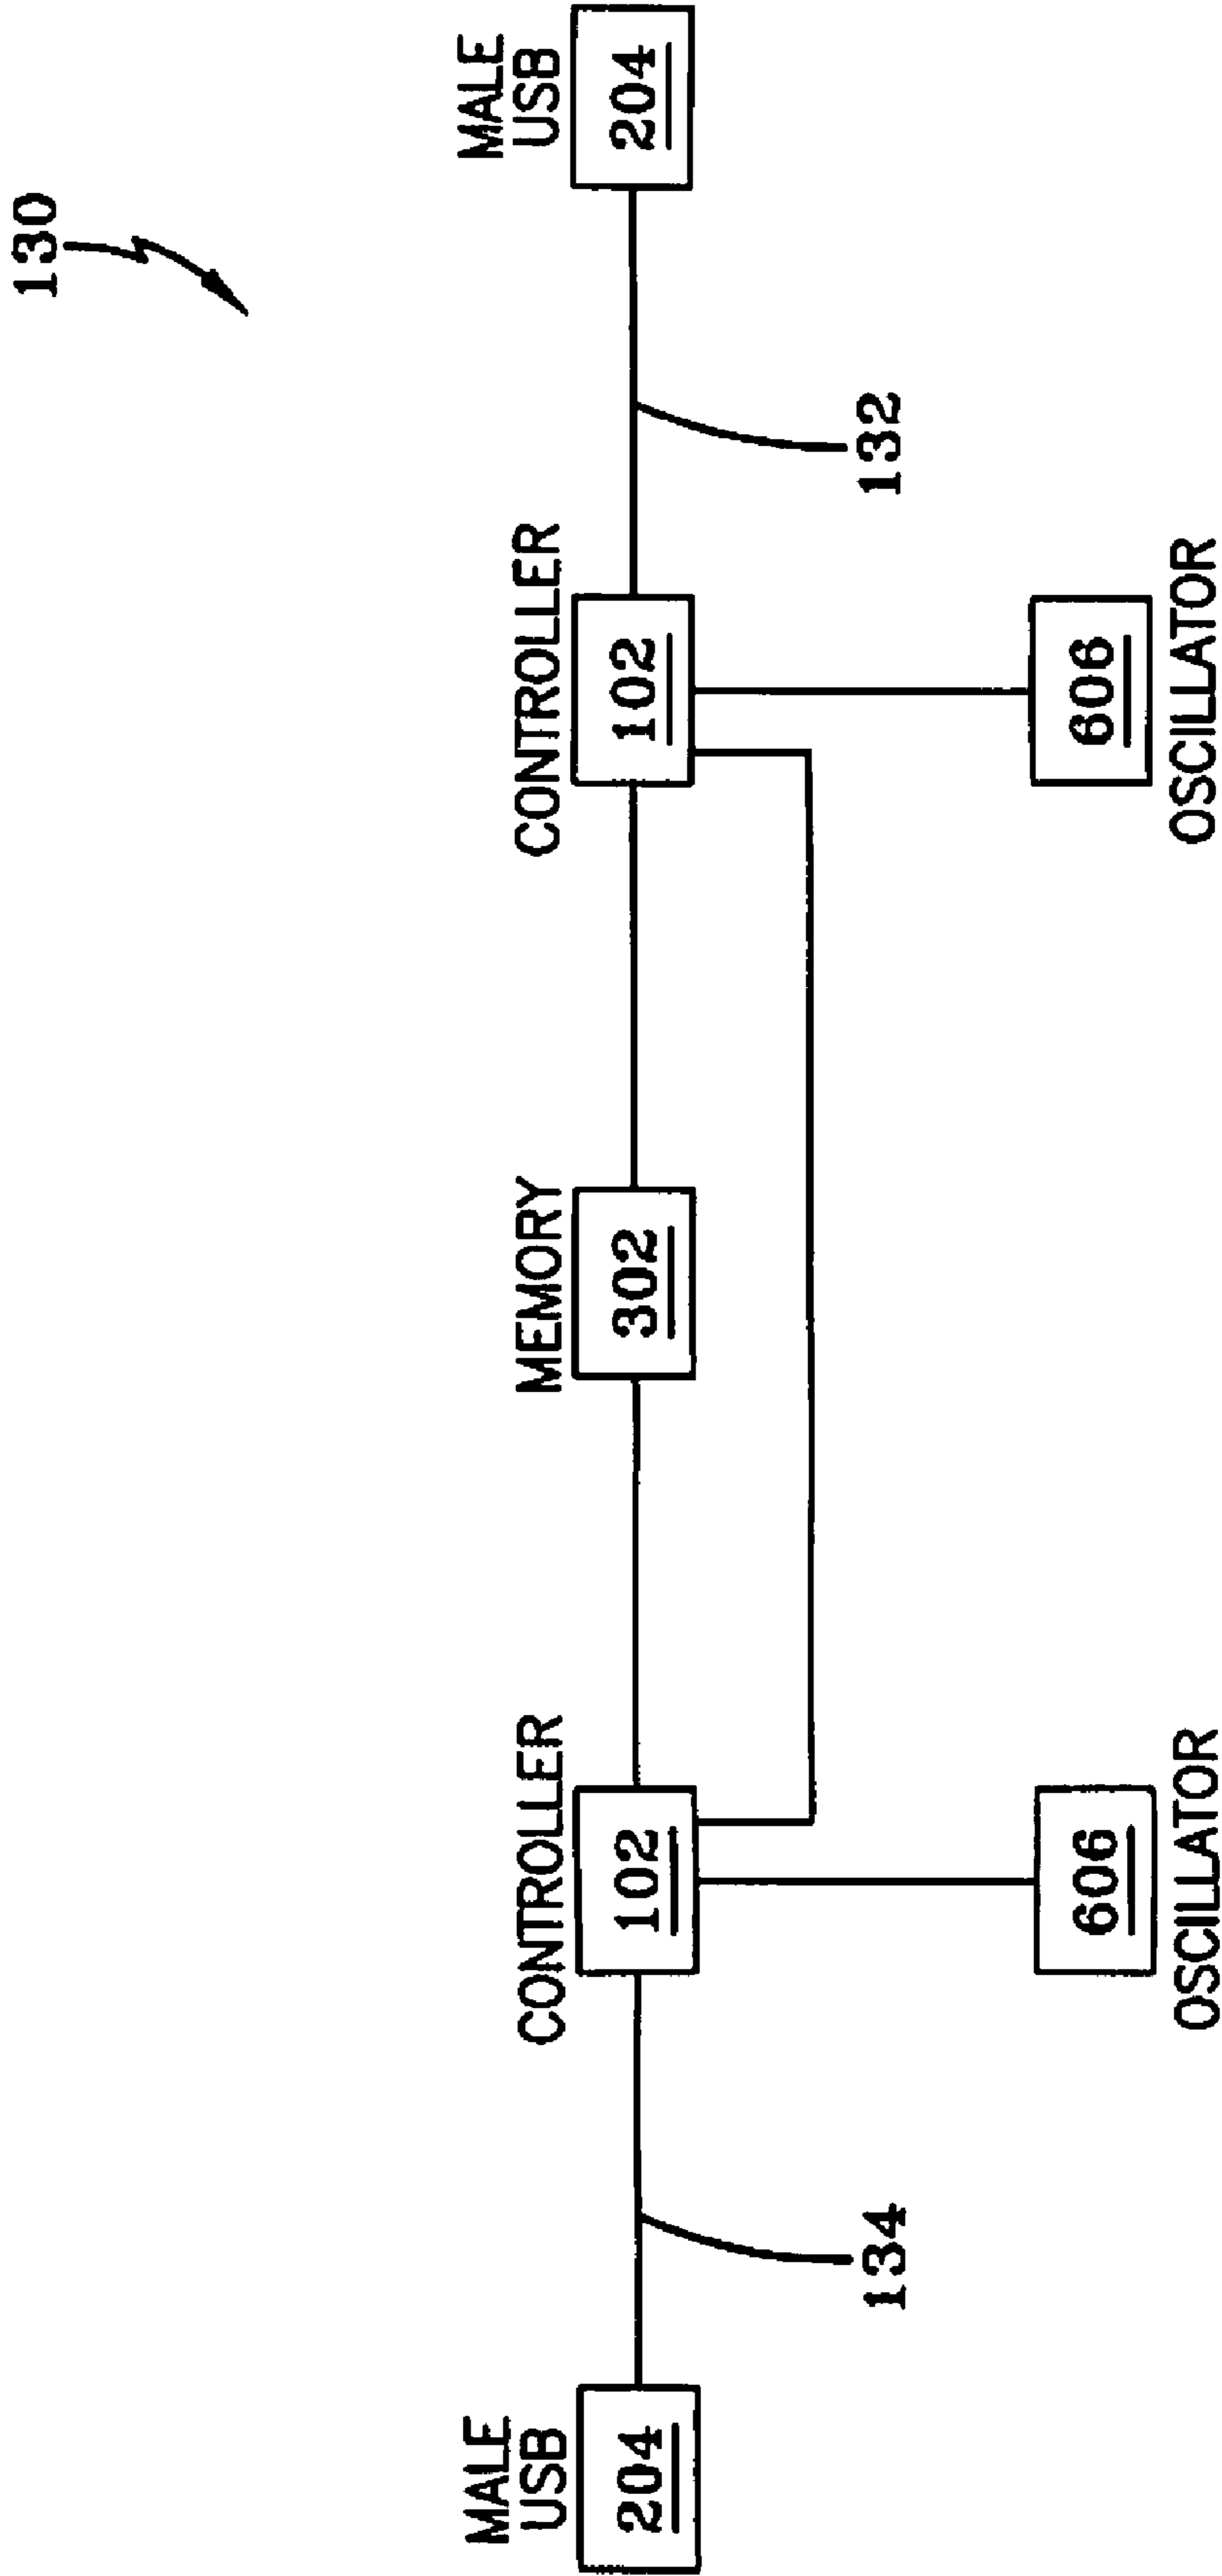 130
MALE
USB
204
134
CONTROLLER
102
MEMORY
302
CONTROLLER
102
132
MALE
USB
204
606
OSCILLATOR
606
OSCILLATOR